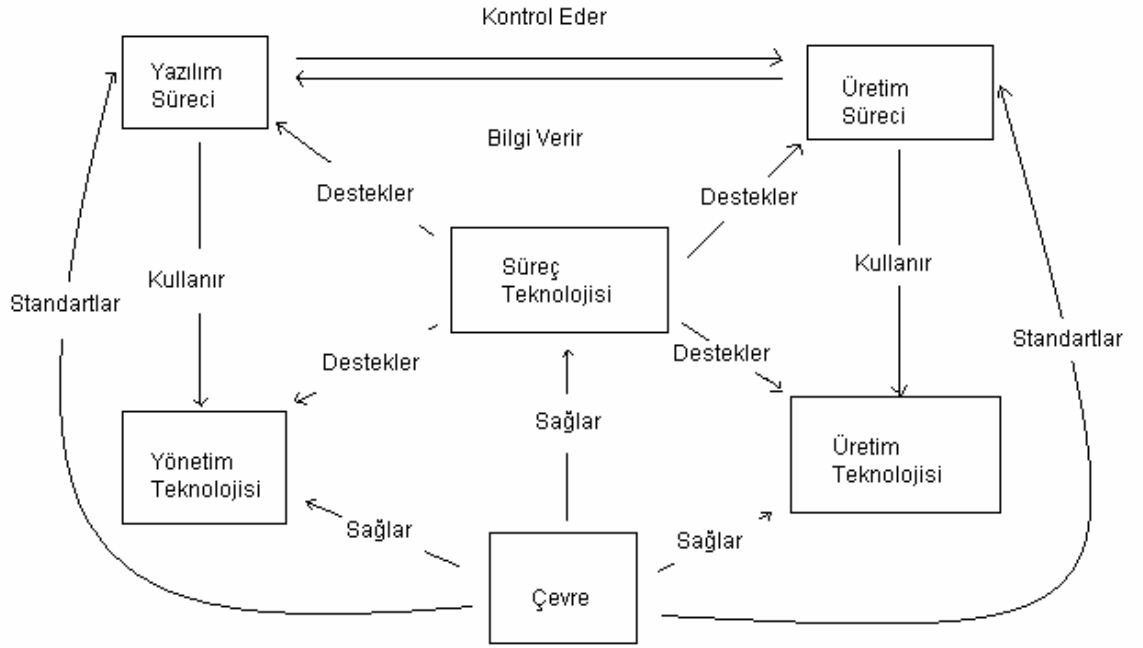 Kontrol Eder
Yazılım
Süreci
Üretim
Süreci
Bilgi Verir
Destekler
Destekler
Süreç
Teknolojisi
Kullanır
Kullanır
Standartlar
Standartlar
Destekler
Destekler
Sağlar
Yönetim
Teknolojisi
Üretim
Teknolojisi
Sağlar
Sağlar
Çevre